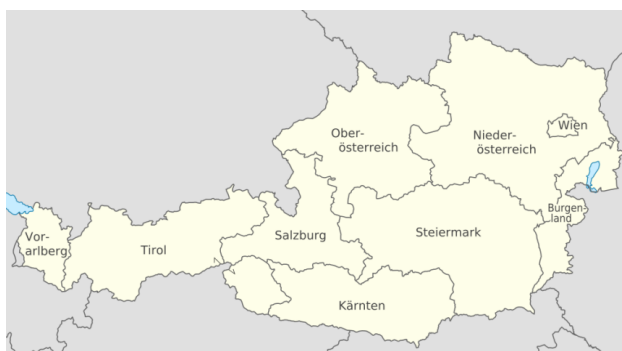 Ober-
österreich
Nieder-
österreich
Wien
Burgen-
land
Vor-
arlberg
Tirol
Salzburg
Steiermark
Kärnten